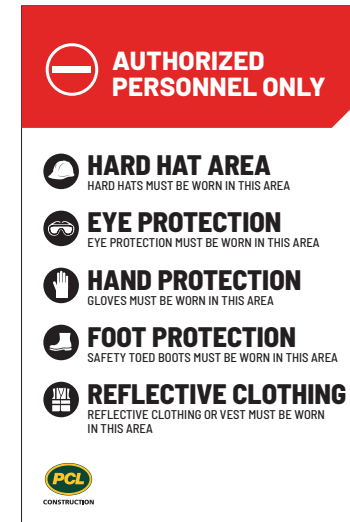 AUTHORIZED
PERSONNEL ONLY
HARD HAT AREA
HARD HATS MUST BE WORN IN THIS AREA
EYE PROTECTION
EYE PROTECTION MUST BE WORN IN THIS AREA
HAND PROTECTION
GLOVES MUST BE WORN IN THIS AREA
FOOT PROTECTION
SAFETY TOED BOOTS MUST BE WORN IN THIS AREA
REFLECTIVE CLOTHING
REFLECTIVE CLOTHING OR VEST MUST BE WORN
IN THIS AREA
PCL
CONSTRUCTION